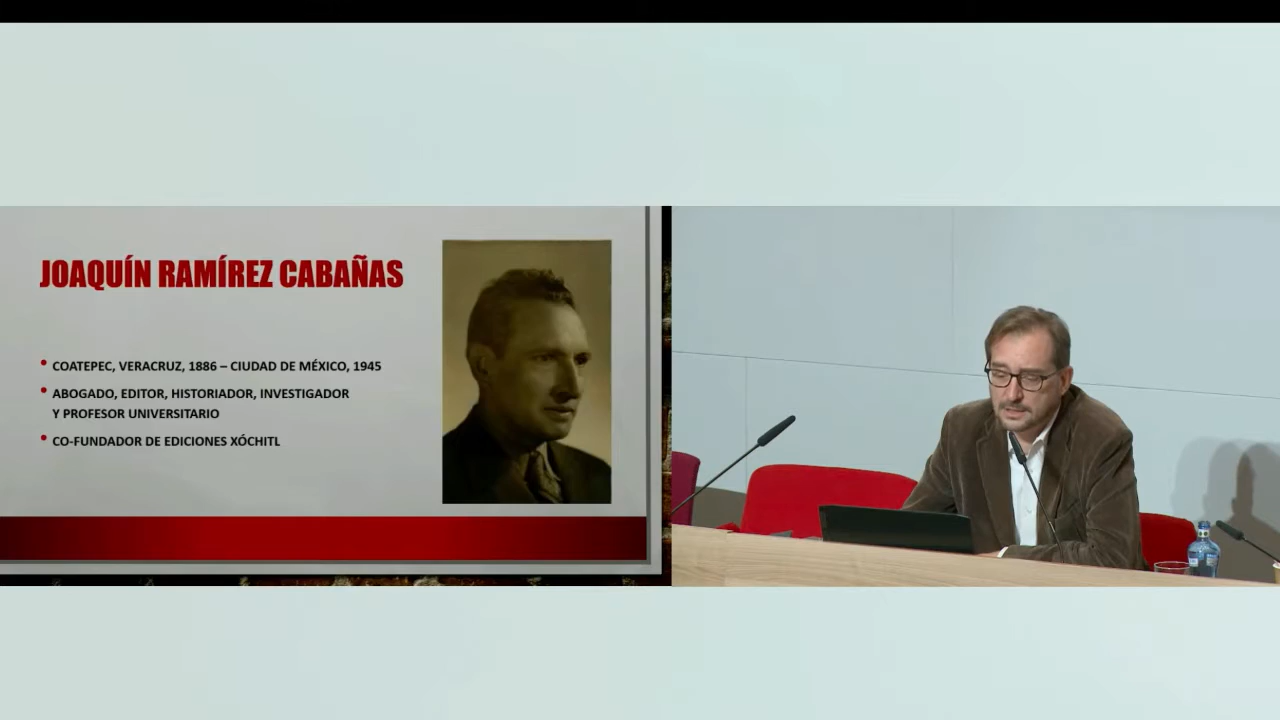 JOAQUÍN RAMÍREZ CABAÑAS
• COATEPEC, VERACRUZ, 1886 – CIUDAD DE MÉXICO, 1945
• ABOGADO, EDITOR, HISTORIADOR, INVESTIGADOR
Y PROFESOR UNIVERSITARIO
• CO-FUNDADOR DE EDICIONES XÓCHITL